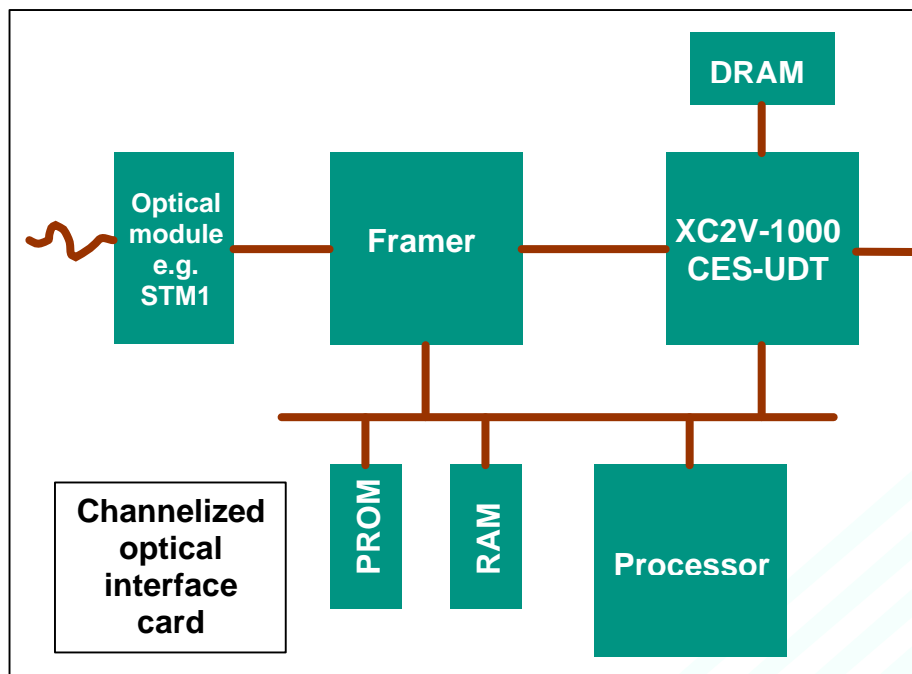 DRAM
Optical
module
e.g.
STM1
Framer
XC2V-1000
CES-UDT
PROM
RAM
Processor
Channelized
optical
interface
card